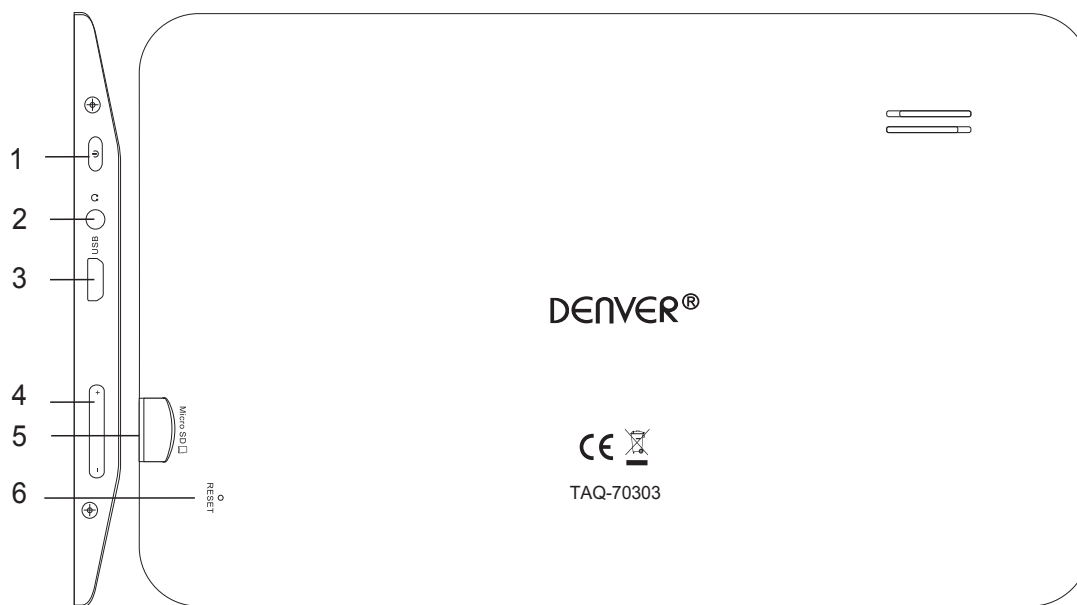 1
2
USB
3
4
+
Micro SD
5
-
6
RESET
DENVER®
CE
TAQ-70303